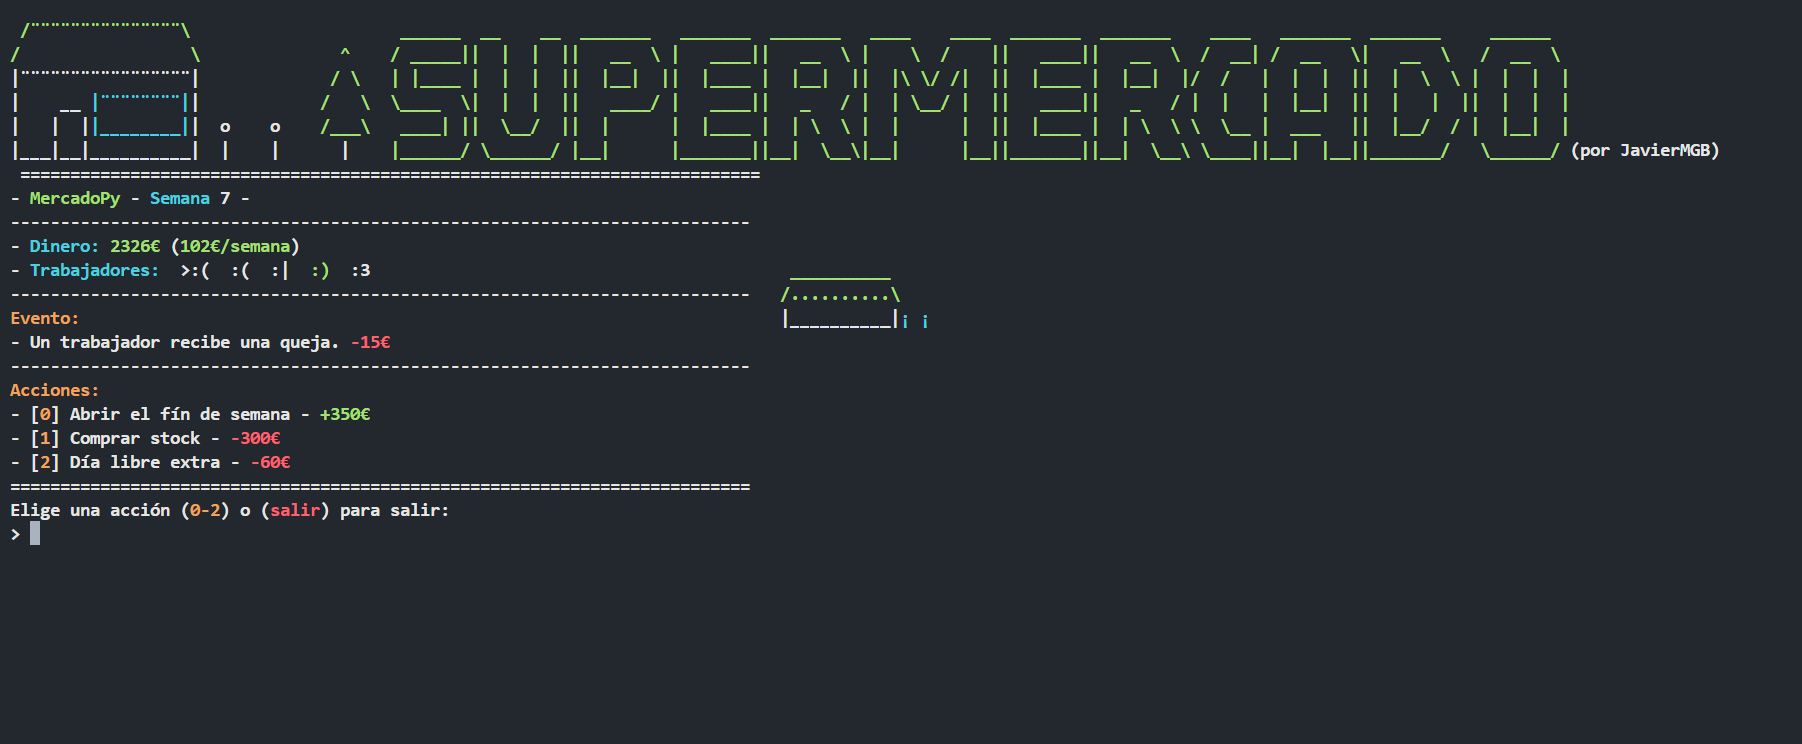 SUPERMERCADO (por JavierMGB)
- MercadoPy - Semana 7 -
- Dinero: 2326€ (102€/semana)
- Trabajadores: >:( :( :| :) :3
Evento:
- Un trabajador recibe una queja. -15€
Acciones:
- [0] Abrir el fín de semana - +350€
- [1] Comprar stock - -300€
- [2] Día libre extra - -60€
Elige una acción (0-2) o (salir) para salir:
>